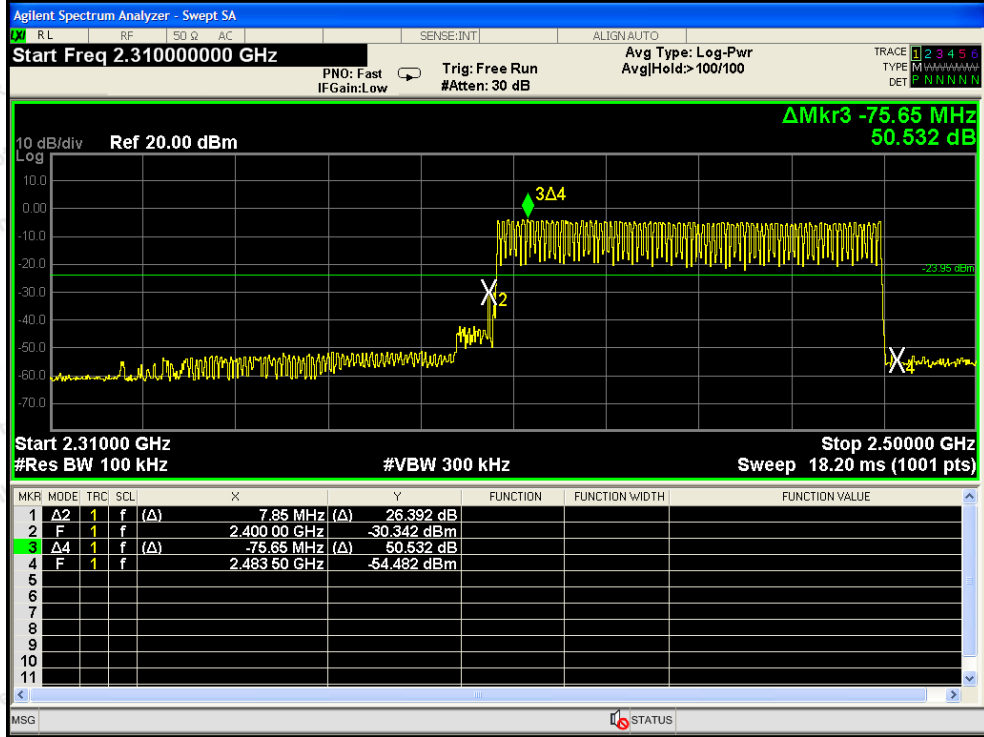 Agilent Spectrum Analyzer - Swept SA
LXI RL RF 50 Ω AC SENSE:INT ALIGN AUTO
Start Freq 2.310000000 GHz
PNO: Fast
IFGain:Low
Trig: Free Run
#Atten: 30 dB
Avg Type: Log-Pwr
Avg|Hold:>100/100
TRACE 1 2 3 4 5 6
TYPE M
DET P N N N N N
ΔMkr3 -75.65 MHz
50.532 dB
10 dB/div Ref 20.00 dBm
Log
10.0
3Δ4
0.00
-10.0
-20.0
-23.95 dBm
-30.0
2
-40.0
-50.0
4
-60.0
-70.0
Start 2.31000 GHz Stop 2.50000 GHz
#Res BW 100 kHz #VBW 300 kHz Sweep 18.20 ms (1001 pts)
MKR MODE TRC SCL X Y FUNCTION FUNCTION WIDTH FUNCTION VALUE
1 Δ2 1 f (Δ) 7.85 MHz (Δ) 26.392 dB
2 F 1 f 2.400 00 GHz -30.342 dBm
3 Δ4 1 f (Δ) -75.65 MHz (Δ) 50.532 dB
4 F 1 f 2.483 50 GHz -54.482 dBm
5
6
7
8
9
10
11
MSG STATUS